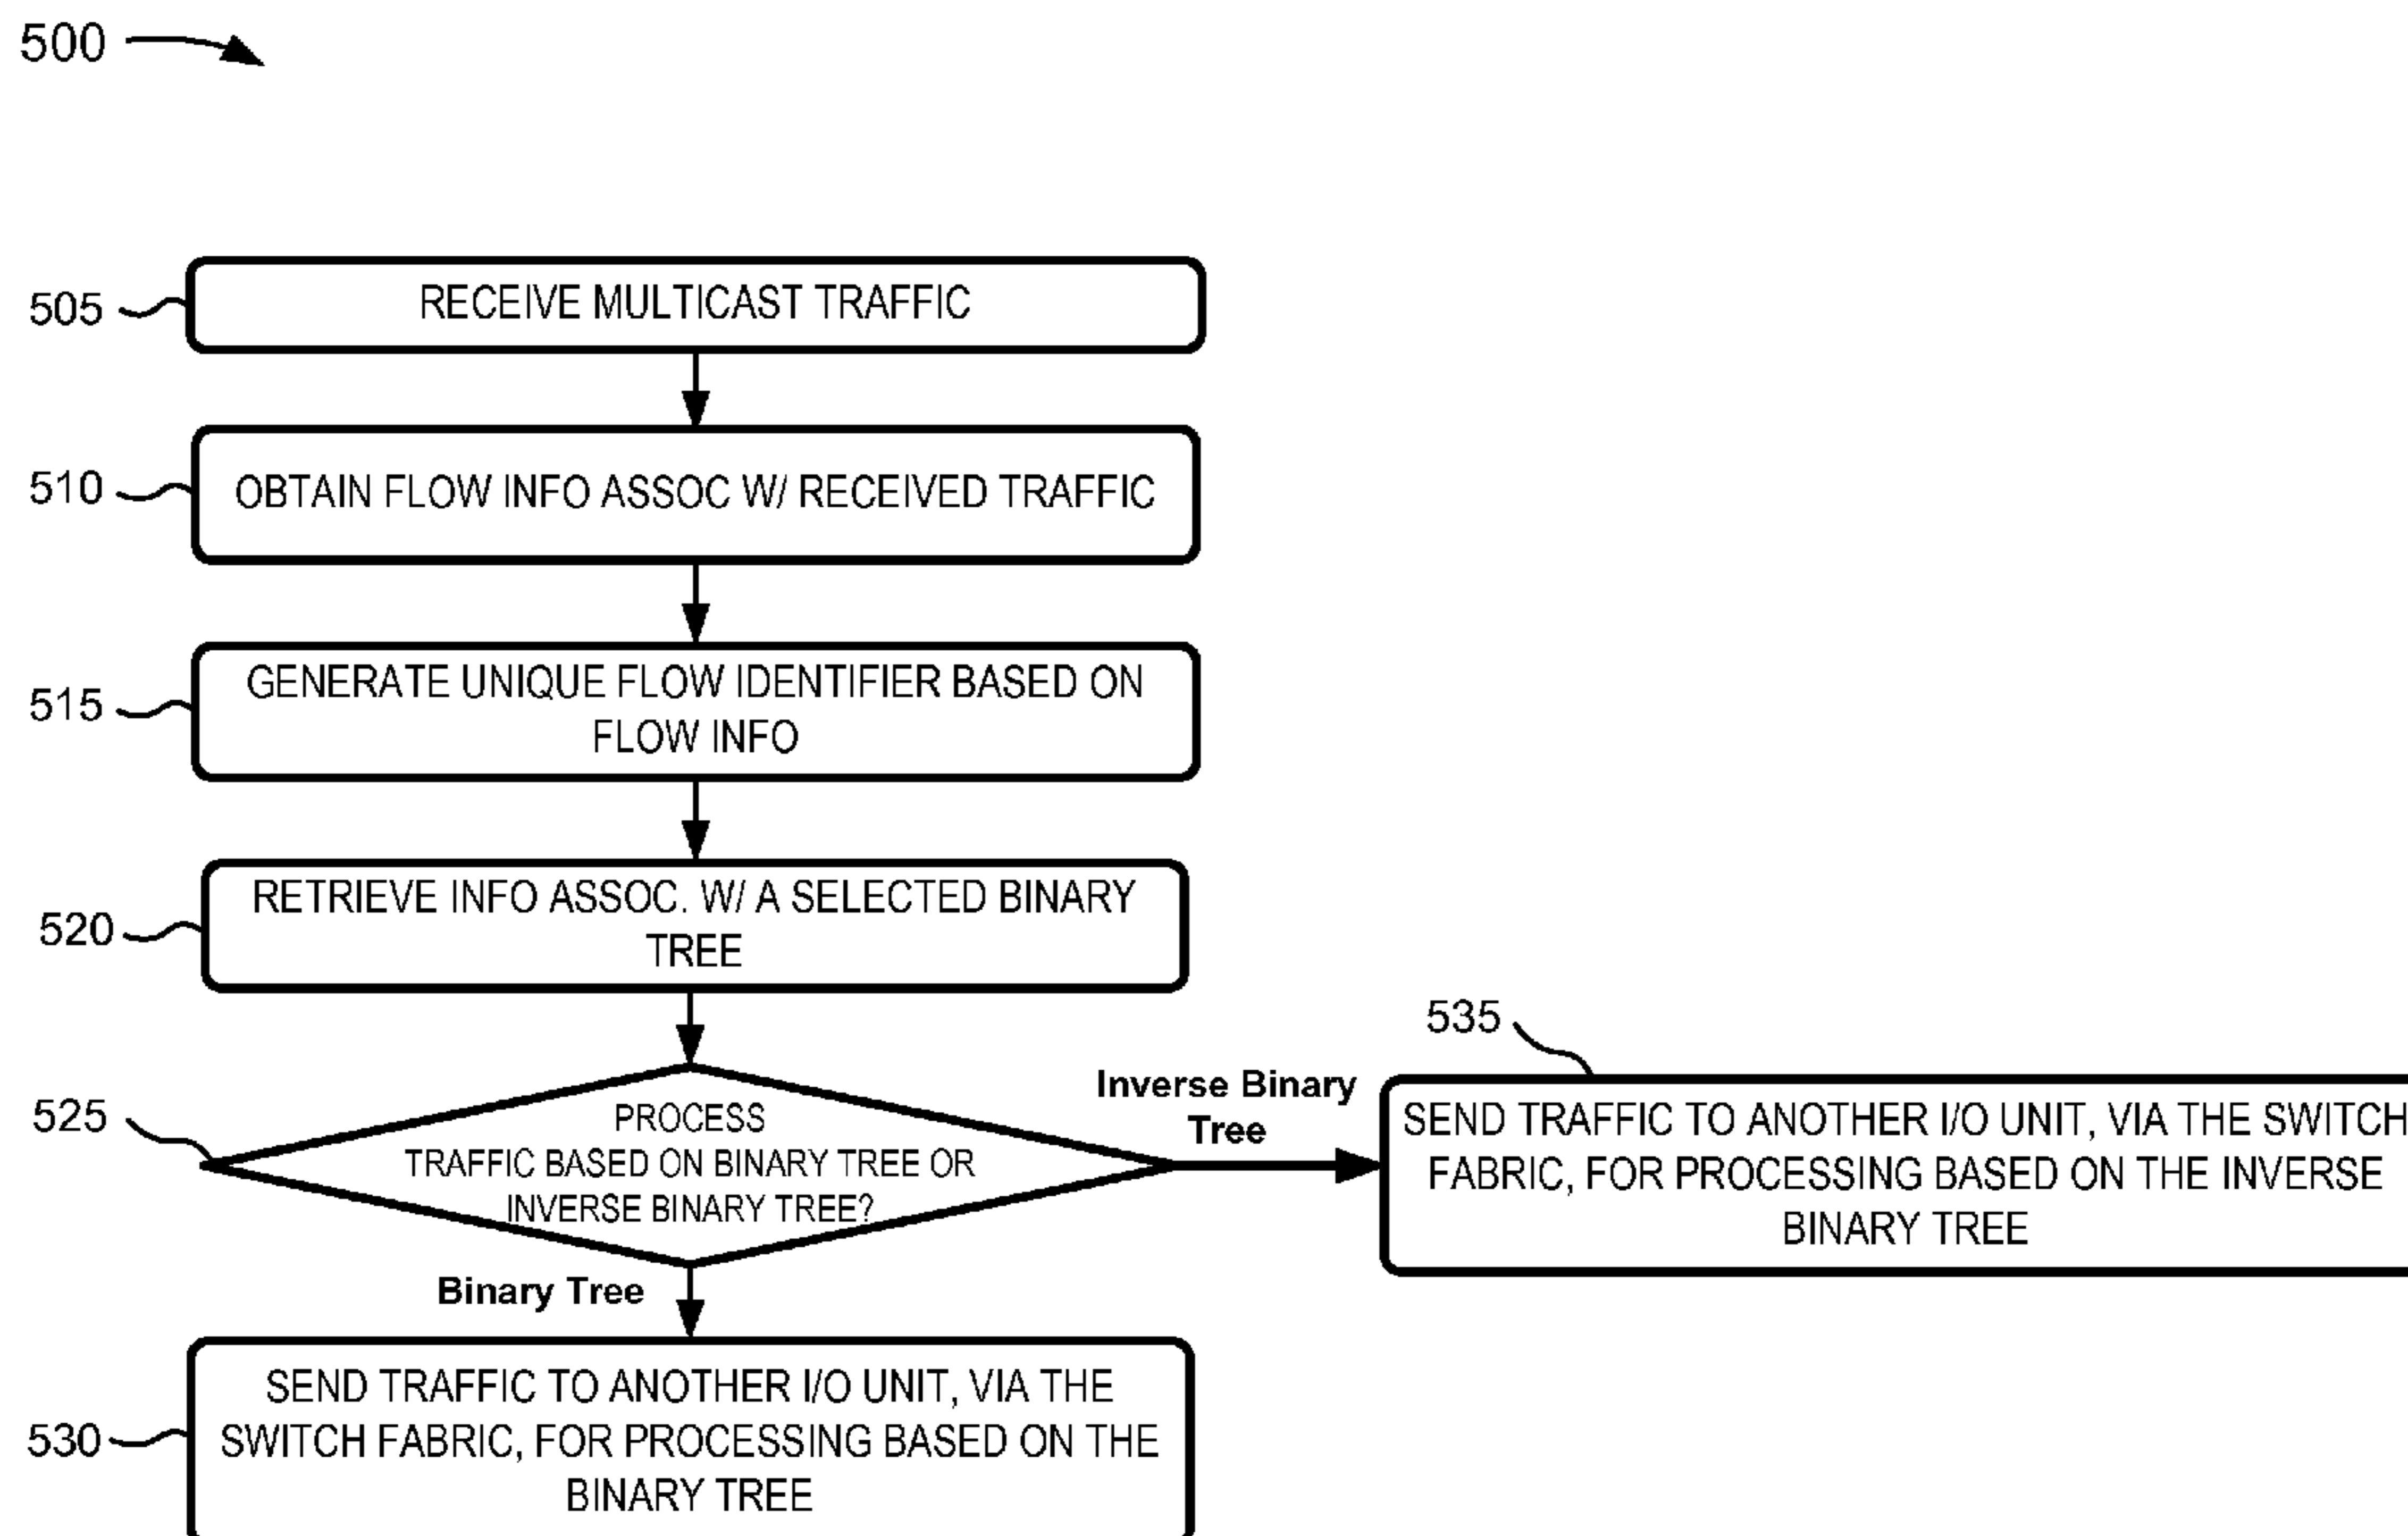 500
505
RECEIVE MULTICAST TRAFFIC
510
OBTAIN FLOW INFO ASSOC W/ RECEIVED TRAFFIC
515
GENERATE UNIQUE FLOW IDENTIFIER BASED ON
FLOW INFO
520
RETRIEVE INFO ASSOC. W/ A SELECTED BINARY
TREE
525
PROCESS
TRAFFIC BASED ON BINARY TREE OR
INVERSE BINARY TREE?
Inverse Binary
Tree
535
SEND TRAFFIC TO ANOTHER I/O UNIT, VIA THE SWITCH
FABRIC, FOR PROCESSING BASED ON THE INVERSE
BINARY TREE
Binary Tree
530
SEND TRAFFIC TO ANOTHER I/O UNIT, VIA THE
SWITCH FABRIC, FOR PROCESSING BASED ON THE
BINARY TREE